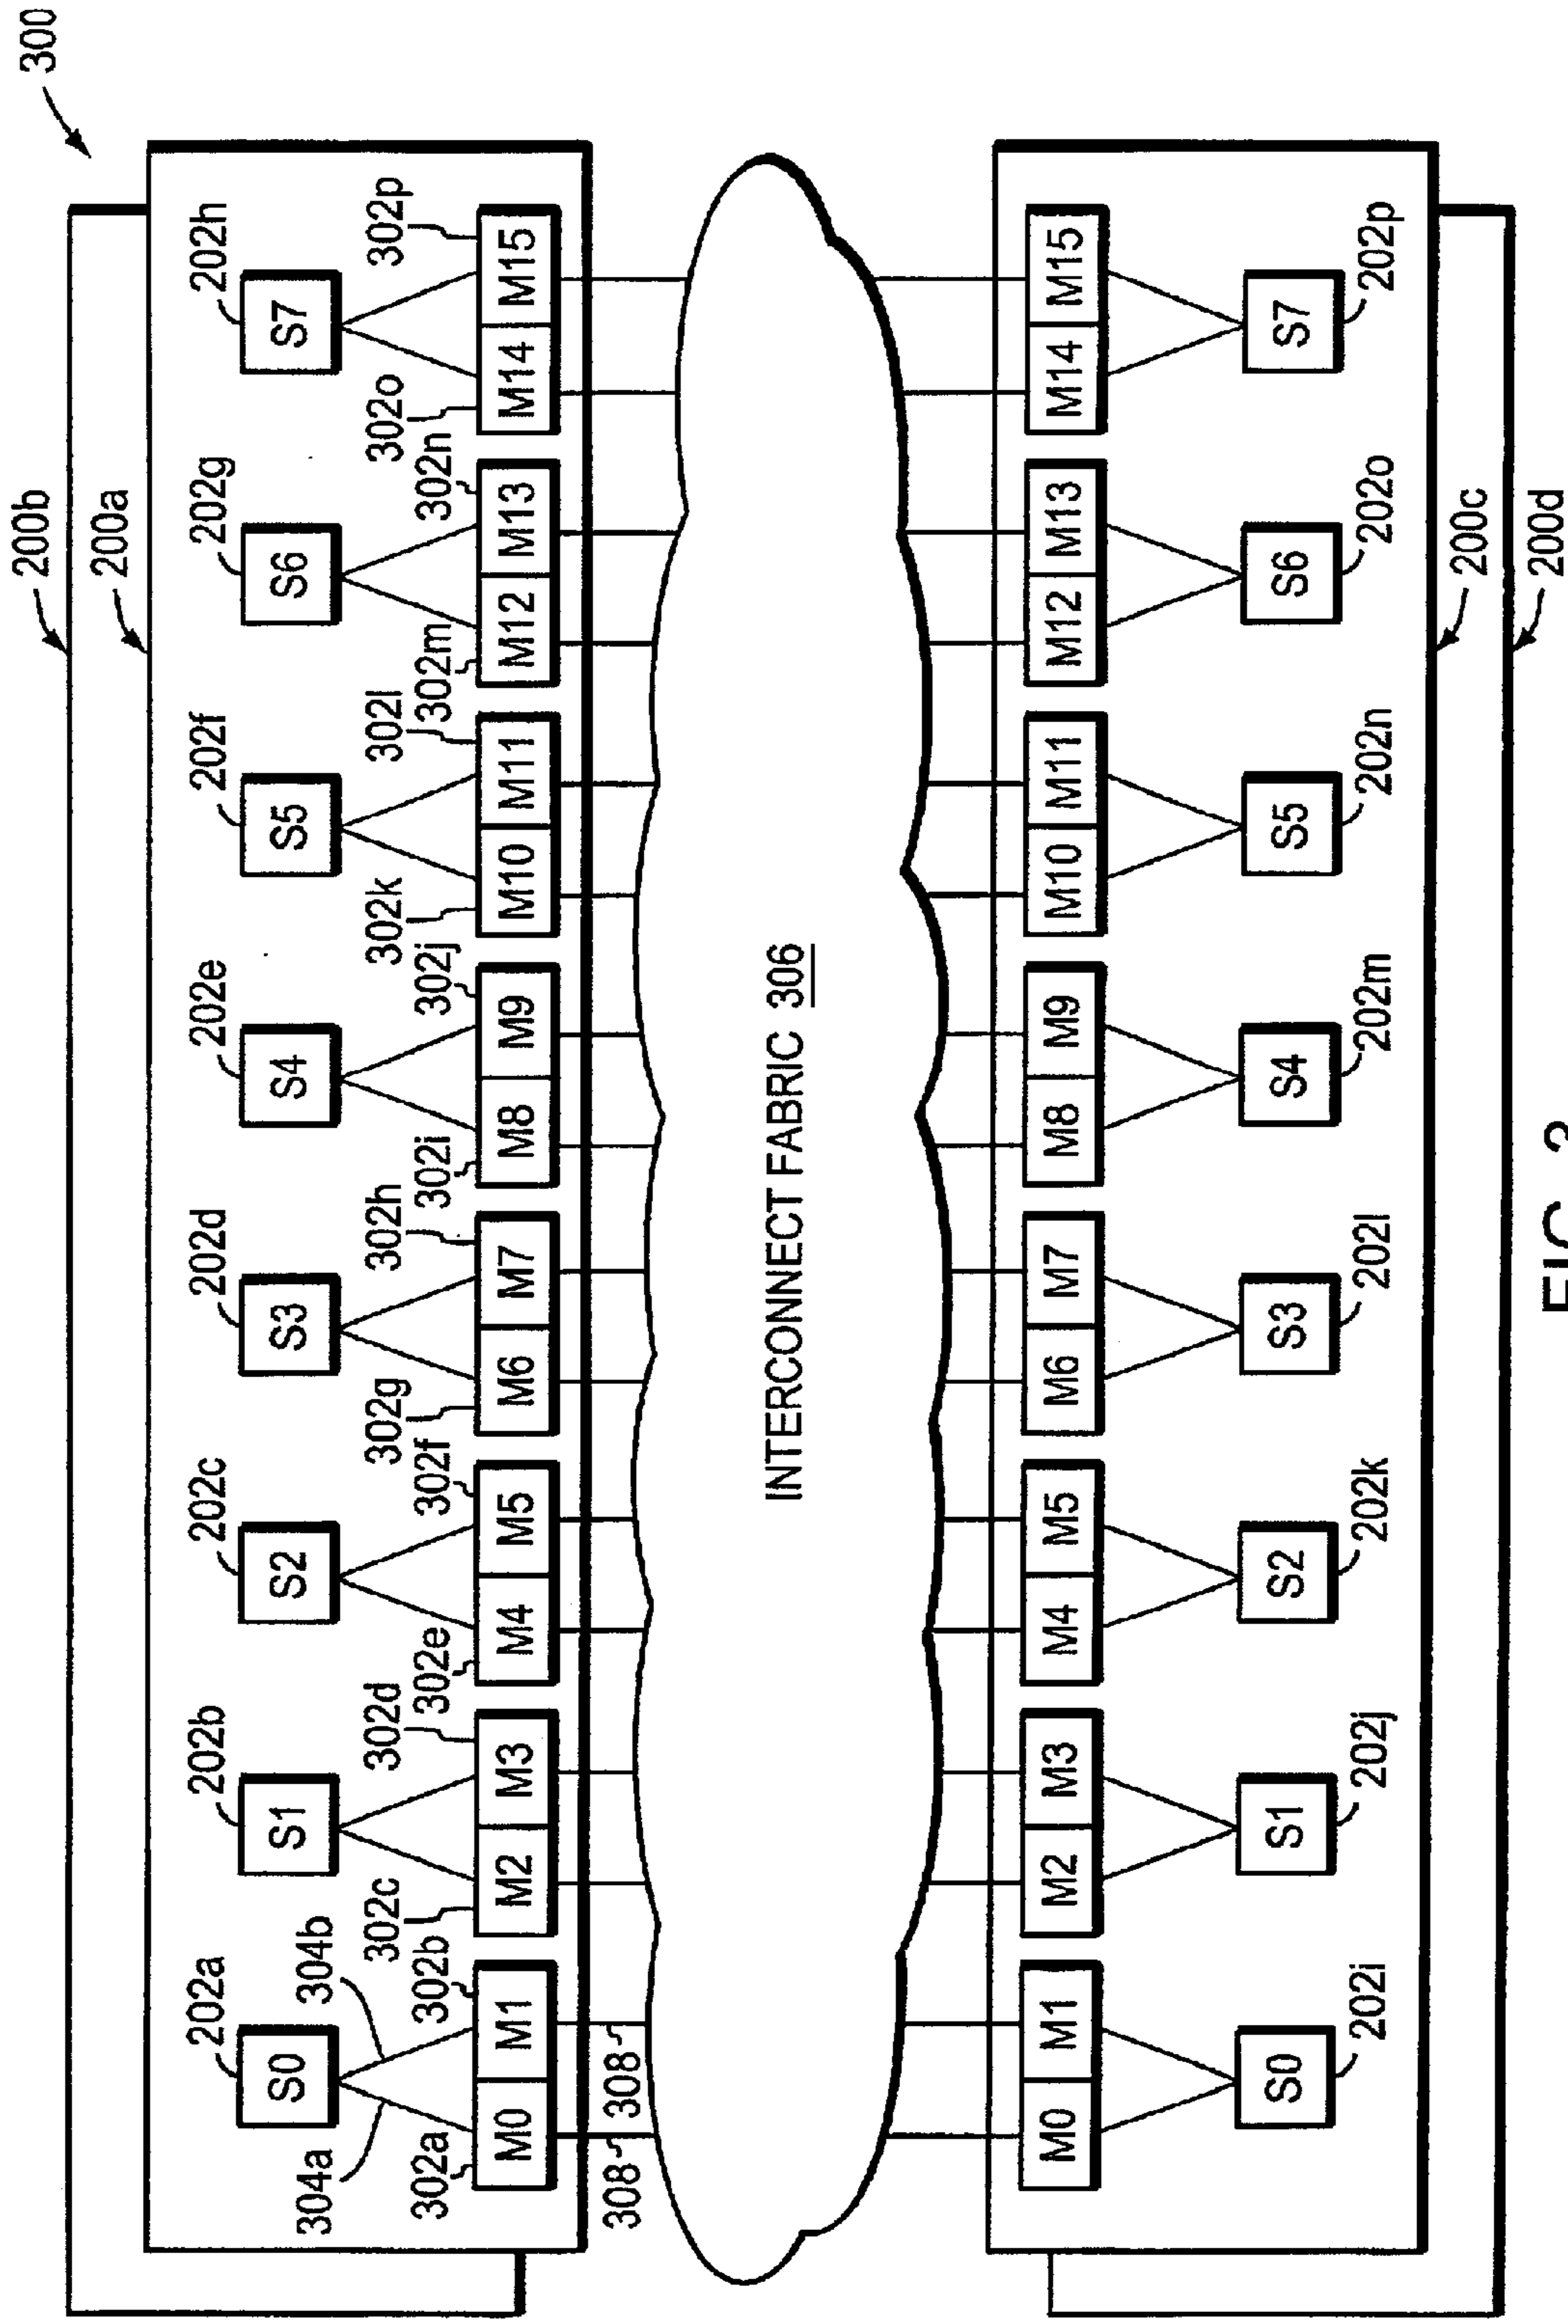 300
200b
200a
202a
202b
202c
202d
202e
202f
202g
202h
S0
S1
S2
S3
S4
S5
S6
S7
304a
304b
302a
302b
302c
302d
302e
302f
302g
302h
302i
302j
302k
302l
302m
302n
302o
302p
M0 M1
M2 M3
M4 M5
M6 M7
M8 M9
M10 M11
M12 M13
M14 M15
308
308
INTERCONNECT FABRIC 306
M0 M1
M2 M3
M4 M5
M6 M7
M8 M9
M10 M11
M12 M13
M14 M15
S0
S1
S2
S3
S4
S5
S6
S7
202i
202j
202k
202l
202m
202n
202o
202p
200c
200d